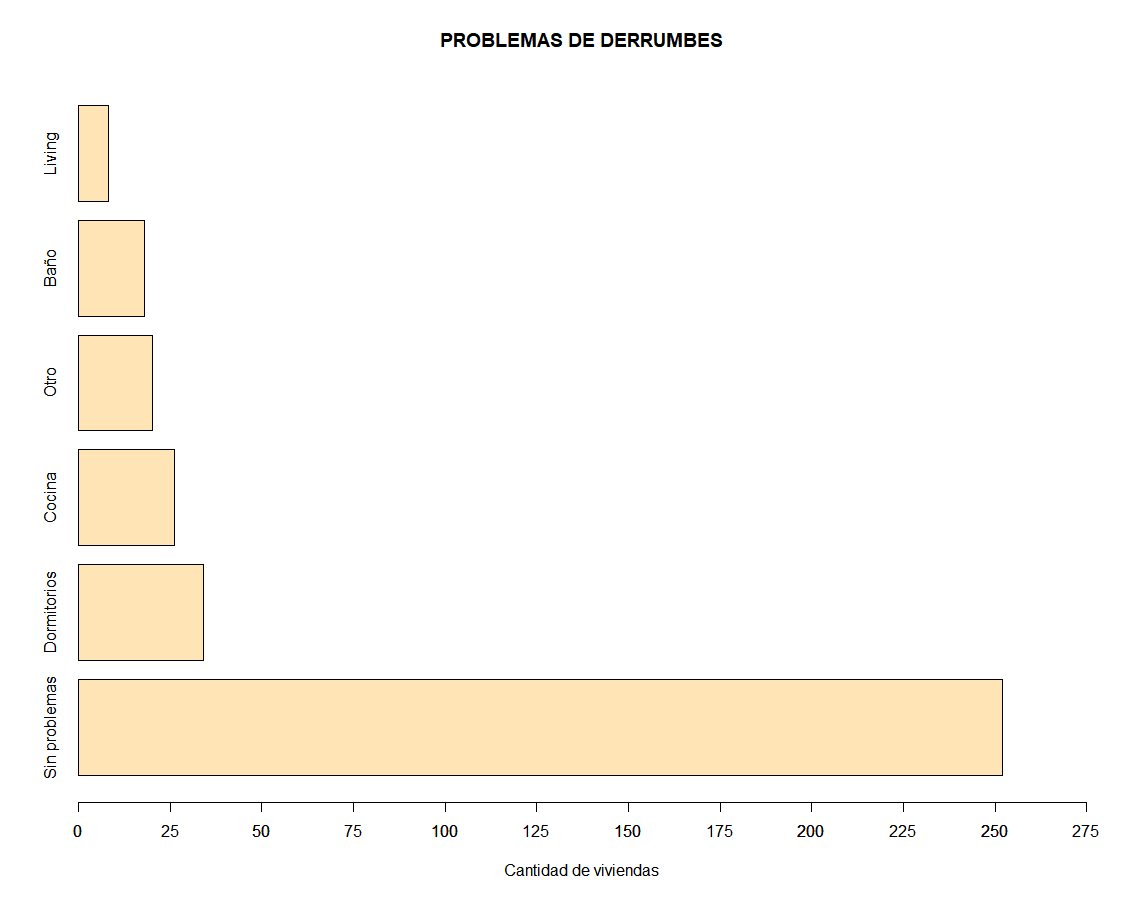 PROBLEMAS DE DERRUMBES
Living
Baño
Otro
Cocina
Dormitorios
Sin problemas
0 25 50 75 100 125 150 175 200 225 250 275
Cantidad de viviendas